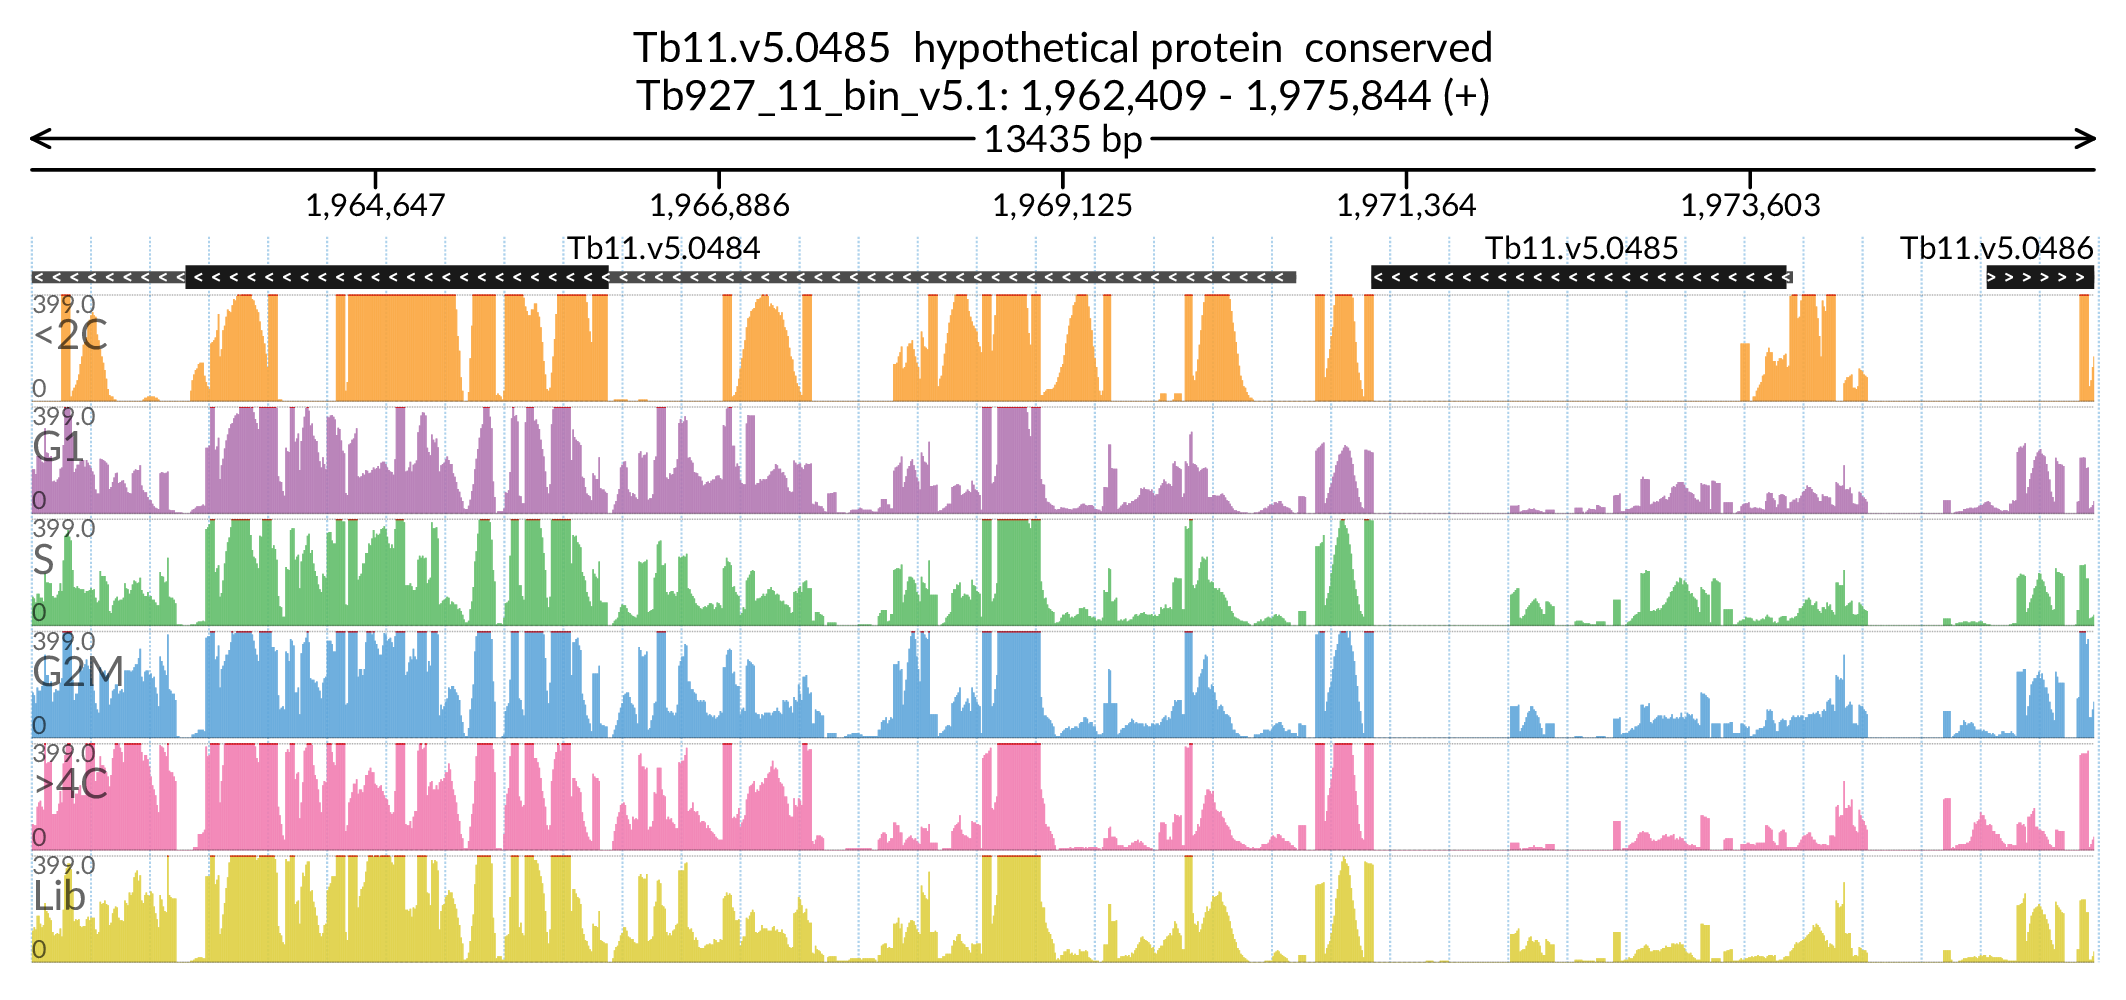 Tb11.v5.0485 hypothetical protein conserved
Tb927_11_bin_v5.1: 1,962,409 - 1,975,844 (+)
13435 bp
1,964,647 1,966,886 1,969,125 1,971,364 1,973,603
Tb11.v5.0484 Tb11.v5.0485 Tb11.v5.0486
399.0
<2C
0
399.0
G1
0
399.0
S
0
399.0
G2M
0
399.0
>4C
0
399.0
Lib
0